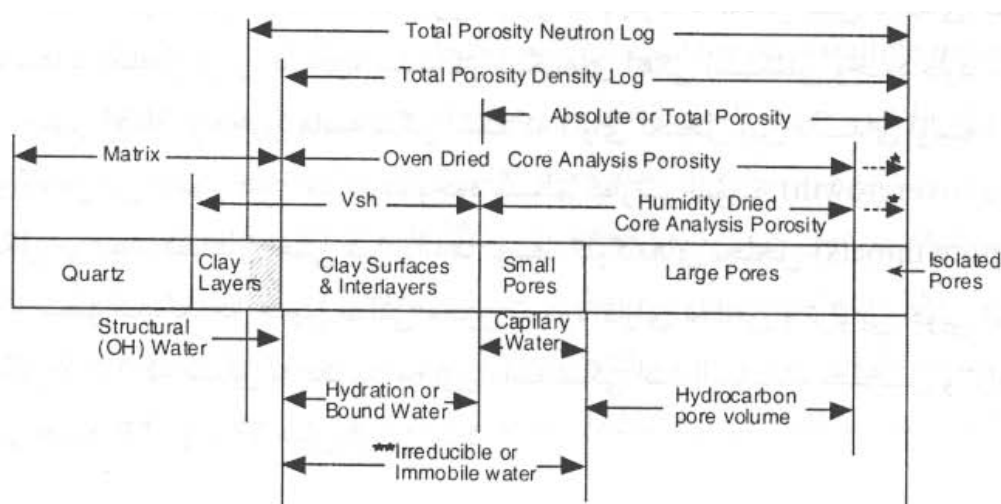 Total Porosity Neutron Log
Total Porosity Density Log
Absolute or Total Porosity
Matrix
Oven Dried Core Analysis Porosity
*
Vsh
Humidity Dried
Core Analysis Porosity
*
Quartz
Clay
Layers
Clay Surfaces
& Interlayers
Small
Pores
Large Pores
Isolated
Pores
Structural
(OH) Water
Capilary
Water
Hydration or
Bound Water
Hydrocarbon
pore volume
**Irreducible or
Immobile water